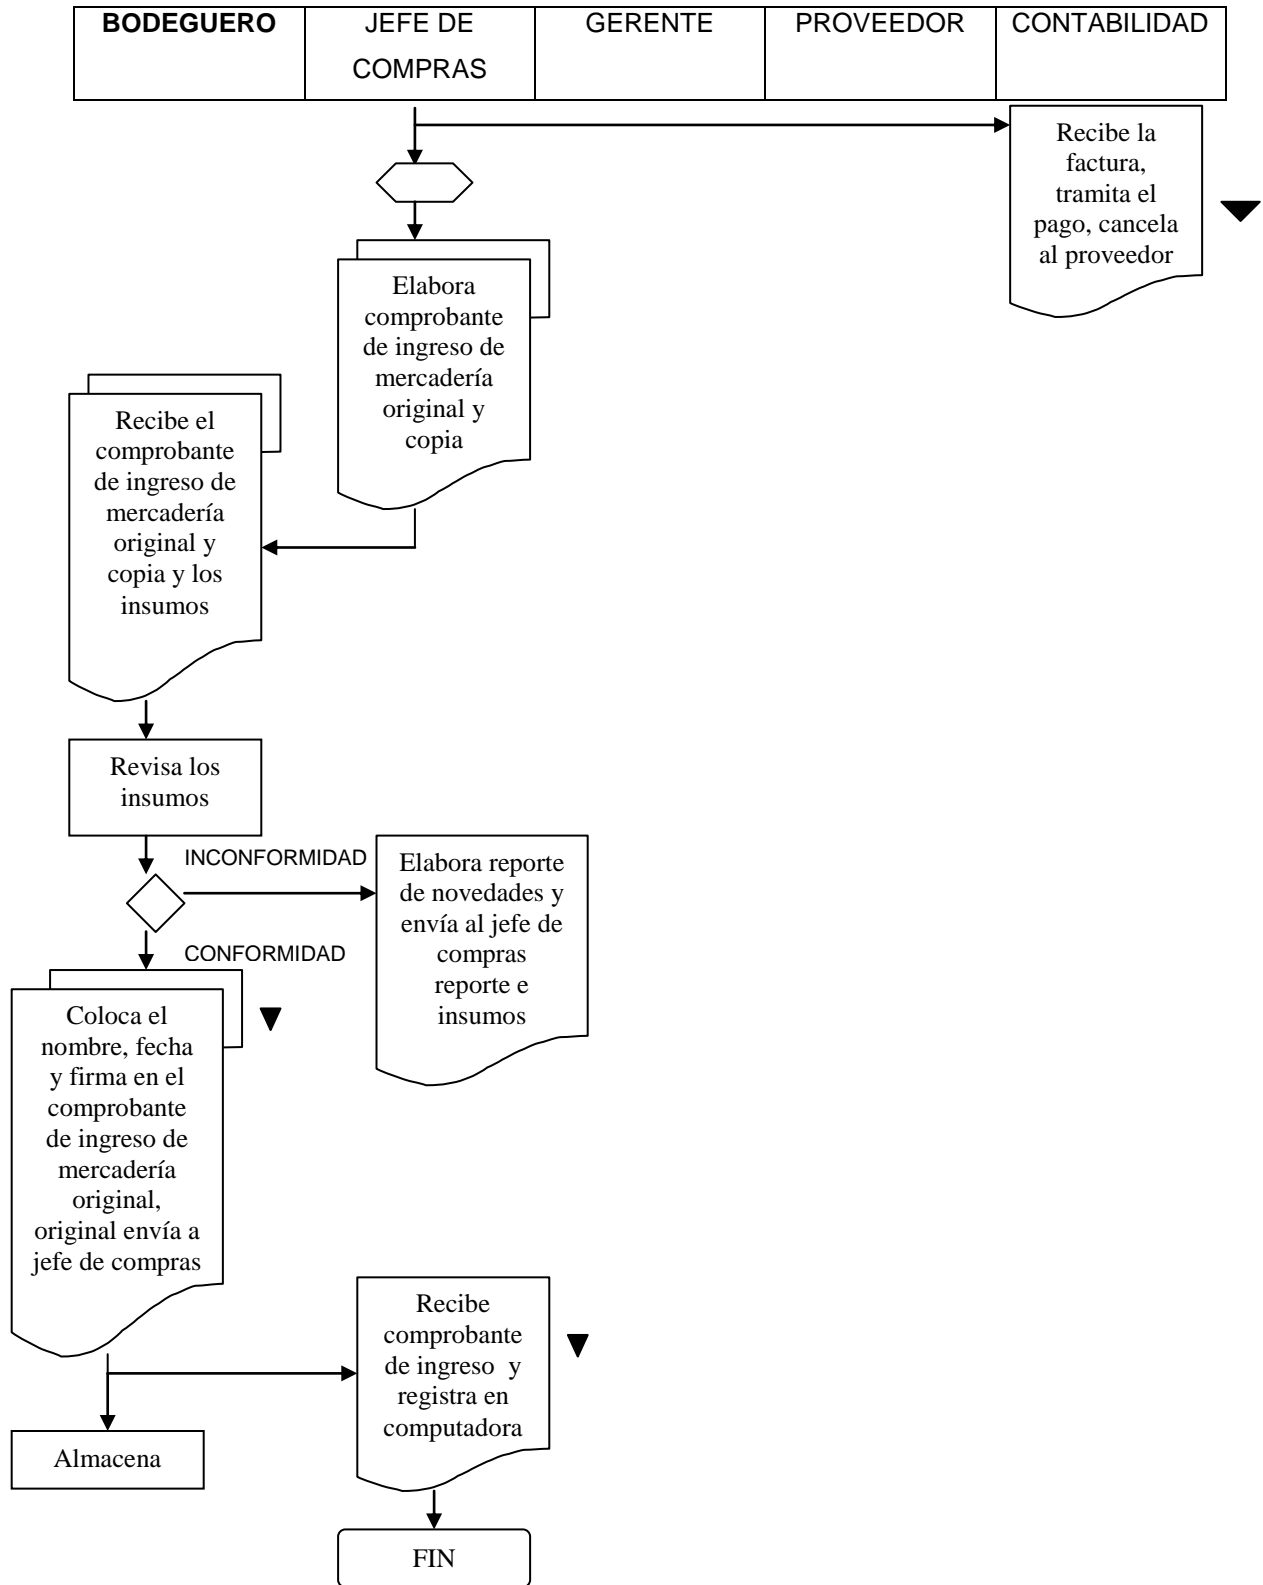 BODEGUERO
JEFE DE
COMPRAS
GERENTE
PROVEEDOR
CONTABILIDAD
Recibe la
factura,
tramita el
pago, cancela
al proveedor
Elabora
comprobante
de ingreso de
mercadería
original y
copia
Recibe el
comprobante
de ingreso de
mercadería
original y
copia y los
insumos
Revisa los
insumos
INCONFORMIDAD
Elabora reporte
de novedades y
envía al jefe de
compras
reporte e
insumos
CONFORMIDAD
Coloca el
nombre, fecha
y firma en el
comprobante
de ingreso de
mercadería
original,
original envía a
jefe de compras
Recibe
comprobante
de ingreso y
registra en
computadora
Almacena
FIN